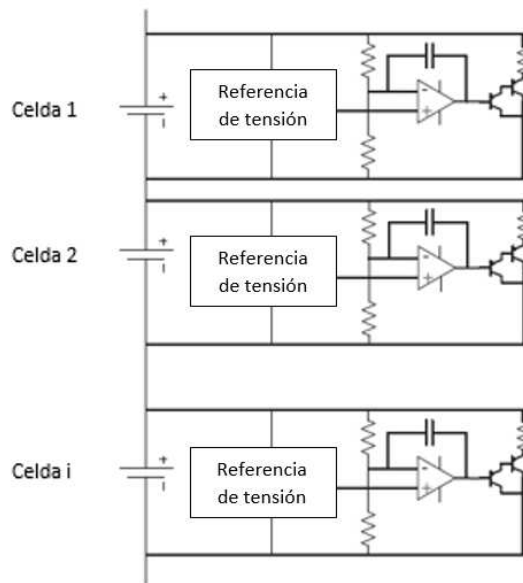 Celda 1
Referencia
de tensión
Celda 2
Referencia
de tensión
Celda i
Referencia
de tensión